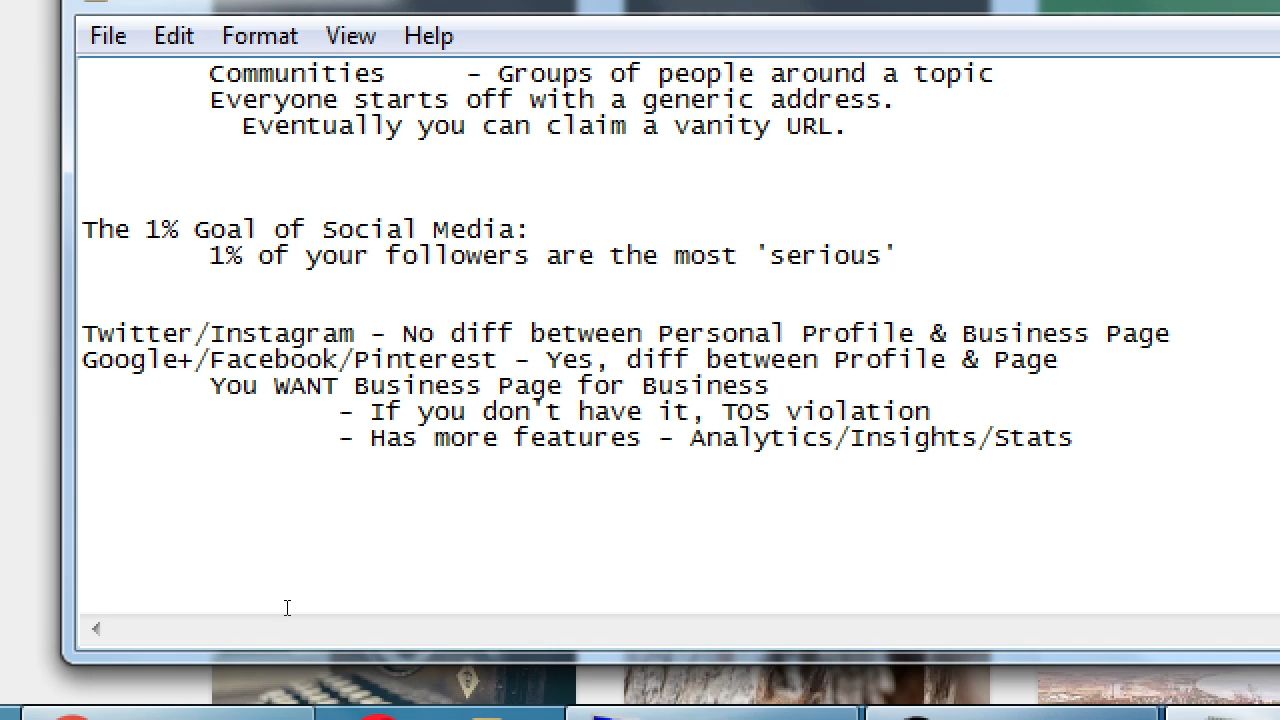 File Edit Format View Help
Communities - Groups of people around a topic
Everyone starts off with a generic address.
Eventually you can claim a vanity URL.
The 1% Goal of Social Media:
1% of your followers are the most 'serious'
Twitter/Instagram - No diff between Personal Profile & Business Page
Google+/Facebook/Pinterest - Yes, diff between Profile & Page
You WANT Business Page for Business
- If you don't have it, TOS violation
- Has more features - Analytics/Insights/Stats